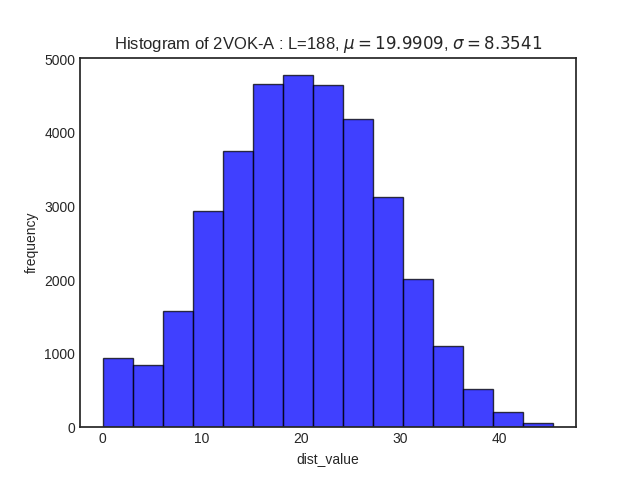 Histogram of 2VOK-A : L=188, μ = 19.9909, σ = 8.3541
5000
4000
3000
2000
1000
0
frequency
0 10 20 30 40
dist_value